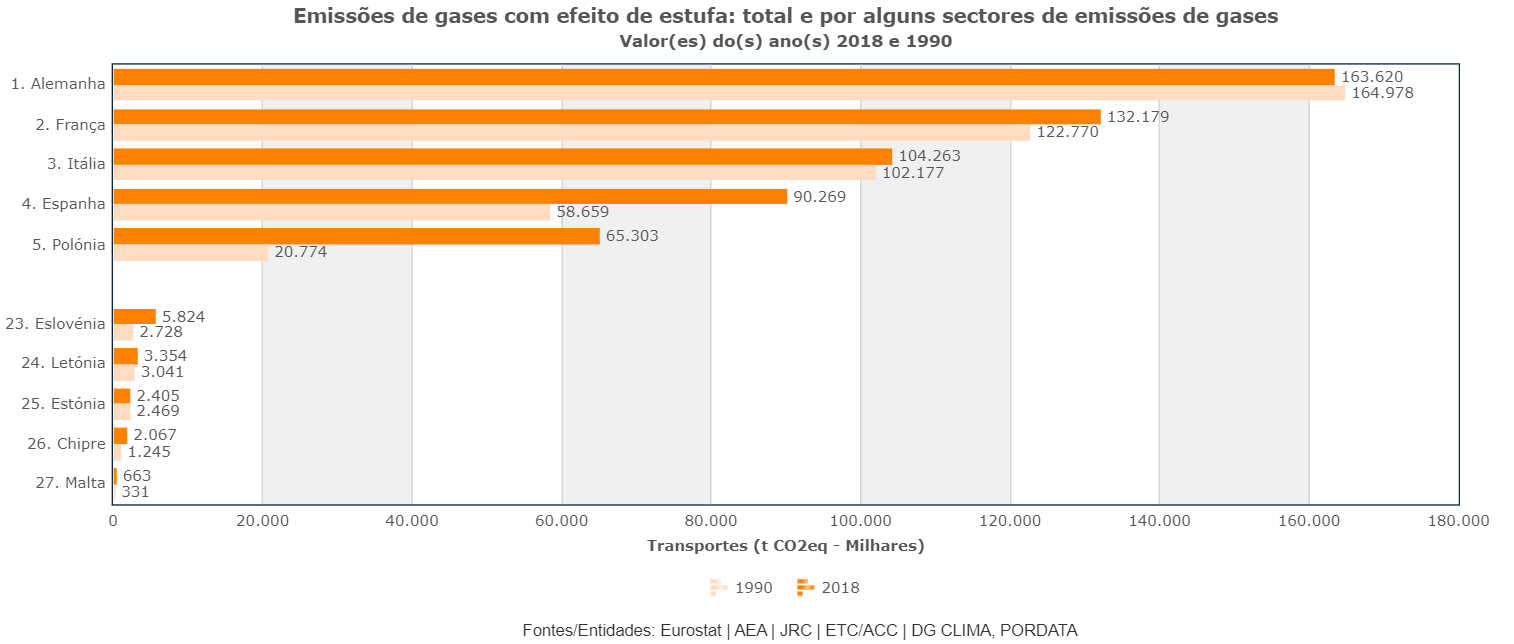 Emissões de gases com efeito de estufa: total e por alguns sectores de emissões de gases
Valor(es) do(s) ano(s) 2018 e 1990
1. Alemanha
163.620
164.978
2. França
132.179
122.770
3. Itália
104.263
102.177
4. Espanha
90.269
58.659
5. Polónia
65.303
20.774
23. Eslovénia
5.824
2.728
24. Letónia
3.354
3.041
25. Estónia
2.405
2.469
26. Chipre
2.067
1.245
27. Malta
663
331
0 20.000 40.000 60.000 80.000 100.000 120.000 140.000 160.000 180.000
Transportes (t CO2eq - Milhares)
1990 2018
Fontes/Entidades: Eurostat | AEA | JRC | ETC/ACC | DG CLIMA, PORDATA